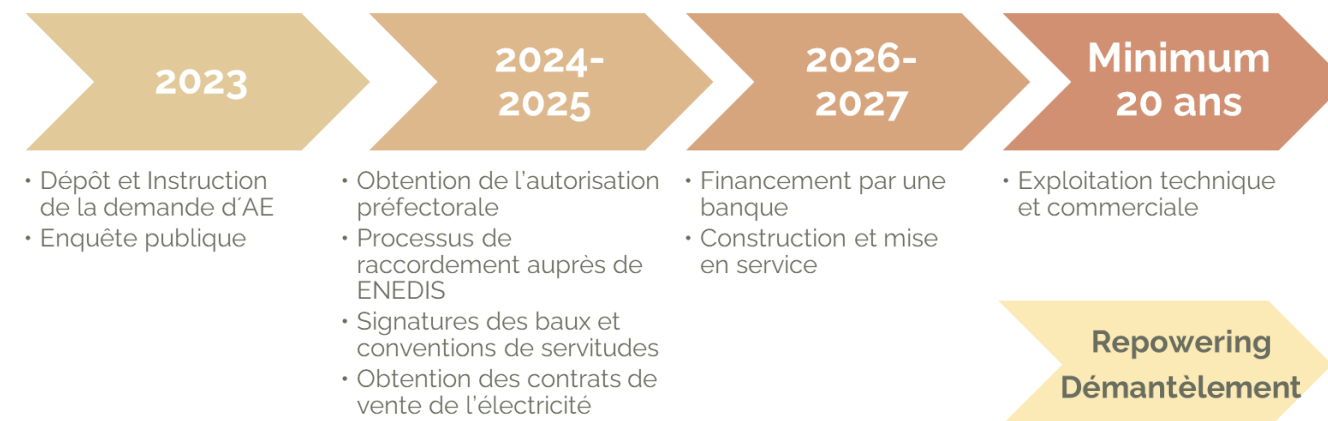 2023
• Dépôt et Instruction
de la demande d´AE
• Enquête publique
2024-
2025
• Obtention de l'autorisation
préfectorale
• Processus de
raccordement auprès de
ENEDIS
• Signatures des baux et
conventions de servitudes
• Obtention des contrats de
vente de l'électricité
2026-
2027
• Financement par une
banque
• Construction et mise
en service
Minimum
20 ans
• Exploitation technique
et commerciale
Repowering
Démantèlement